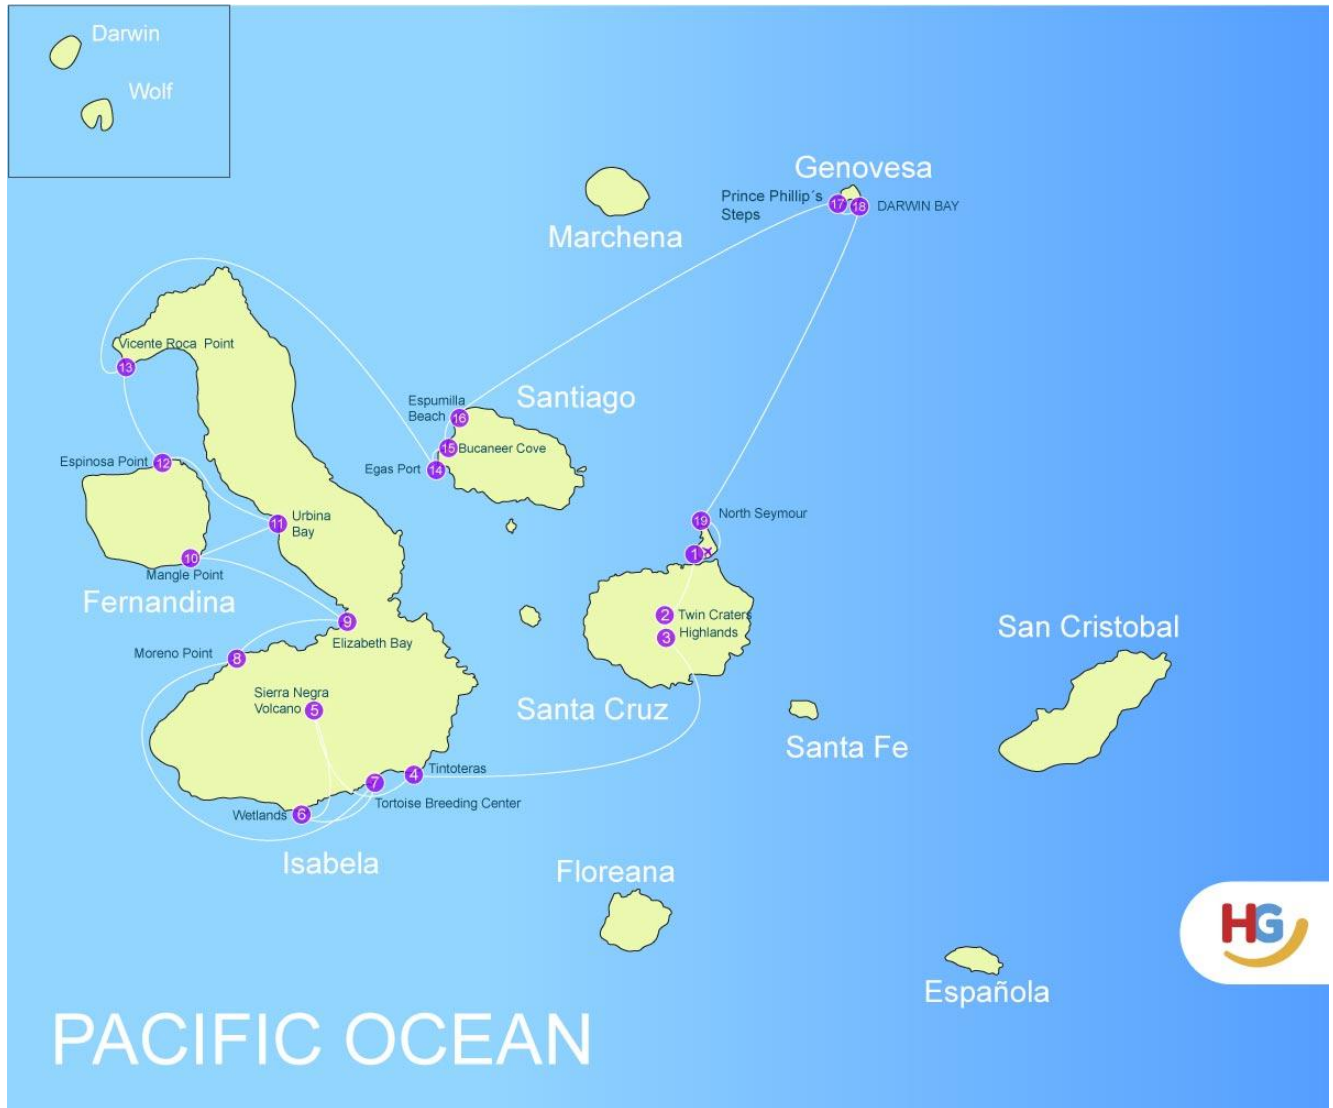 Darwin
Wolf
Genovesa
Prince Phillip´s
Steps
17
18
DARWIN BAY
Marchena
Vicente Roca Point
13
Santiago
Espumilla
Beach
16
15
Bucaneer Cove
Egas Port
14
Espinosa Point
12
Urbina
Bay
11
10
Mangle Point
Fernandina
North Seymour
19
1
2
Twin Craters
3
Highlands
Santa Cruz
9
Elizabeth Bay
Moreno Point
8
Sierra Negra
Volcano
5
Tintoteras
4
7
Tortoise Breeding Center
Wetlands
6
Isabela
San Cristobal
Santa Fe
Floreana
Española
HG
PACIFIC OCEAN